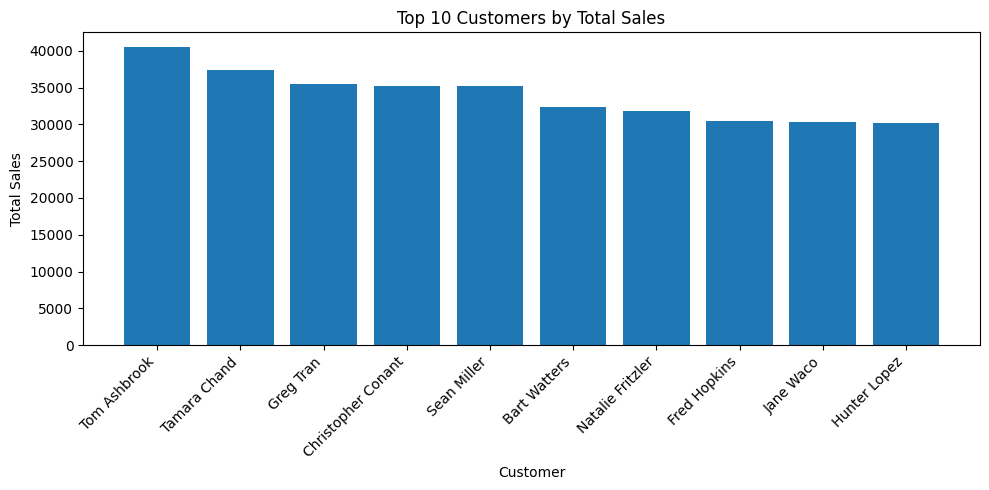 Top 10 Customers by Total Sales
Total Sales
40000
35000
30000
25000
20000
15000
10000
5000
0
Tom Ashbrook
Tamara Chand
Greg Tran
Christopher Conant
Sean Miller
Bart Watters
Natalie Fritzler
Fred Hopkins
Jane Waco
Hunter Lopez
Customer